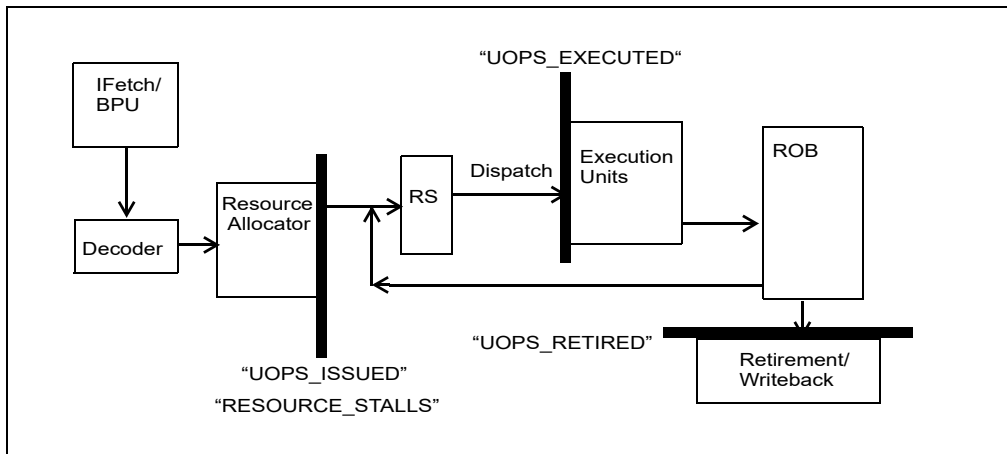 “UOPS_EXECUTED“
IFetch/
BPU
Decoder
Resource
Allocator
RS
Dispatch
Execution
Units
ROB
“UOPS_RETIRED”
Retirement/
Writeback
“UOPS_ISSUED”
“RESOURCE_STALLS”